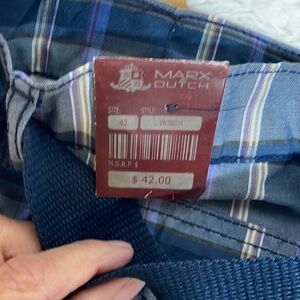 MARX
DUTCH
SIZE: STYLE:
42
M.S.R.P. $
$ 42.00